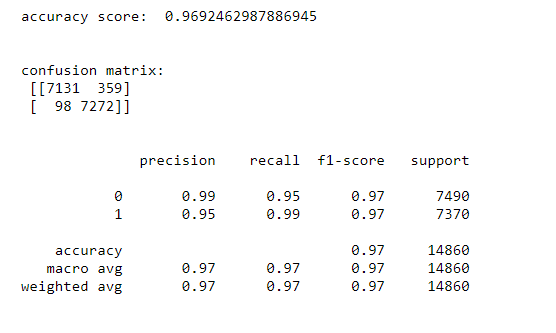 accuracy score:  0.9692462987886945
confusion matrix:
[[7131  359]
[  98 7272]]
precision    recall  f1-score   support
0       0.99      0.95      0.97      7490
1       0.95      0.99      0.97      7370
accuracy                           0.97     14860
macro avg       0.97      0.97      0.97     14860
weighted avg       0.97      0.97      0.97     14860